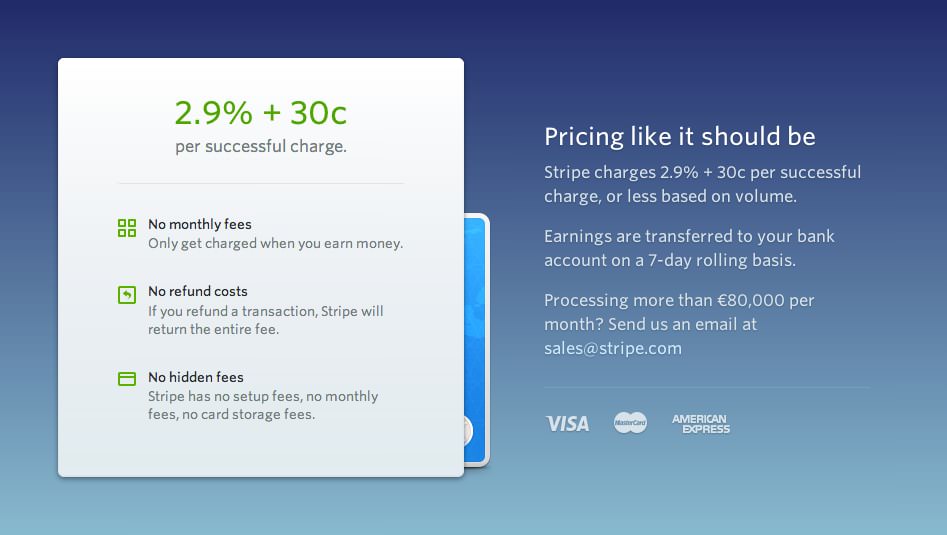 2.9% + 30c
per successful charge.
No monthly fees
Only get charged when you earn money.
No refund costs
If you refund a transaction, Stripe will
return the entire fee.
No hidden fees
Stripe has no setup fees, no monthly
fees, no card storage fees.
Pricing like it should be
Stripe charges 2.9% + 30c per successful
charge, or less based on volume.
Earnings are transferred to your bank
account on a 7-day rolling basis.
Processing more than €80,000 per
month? Send us an email at
sales@stripe.com
VISA
MasterCard
AMERICAN
EXPRESS